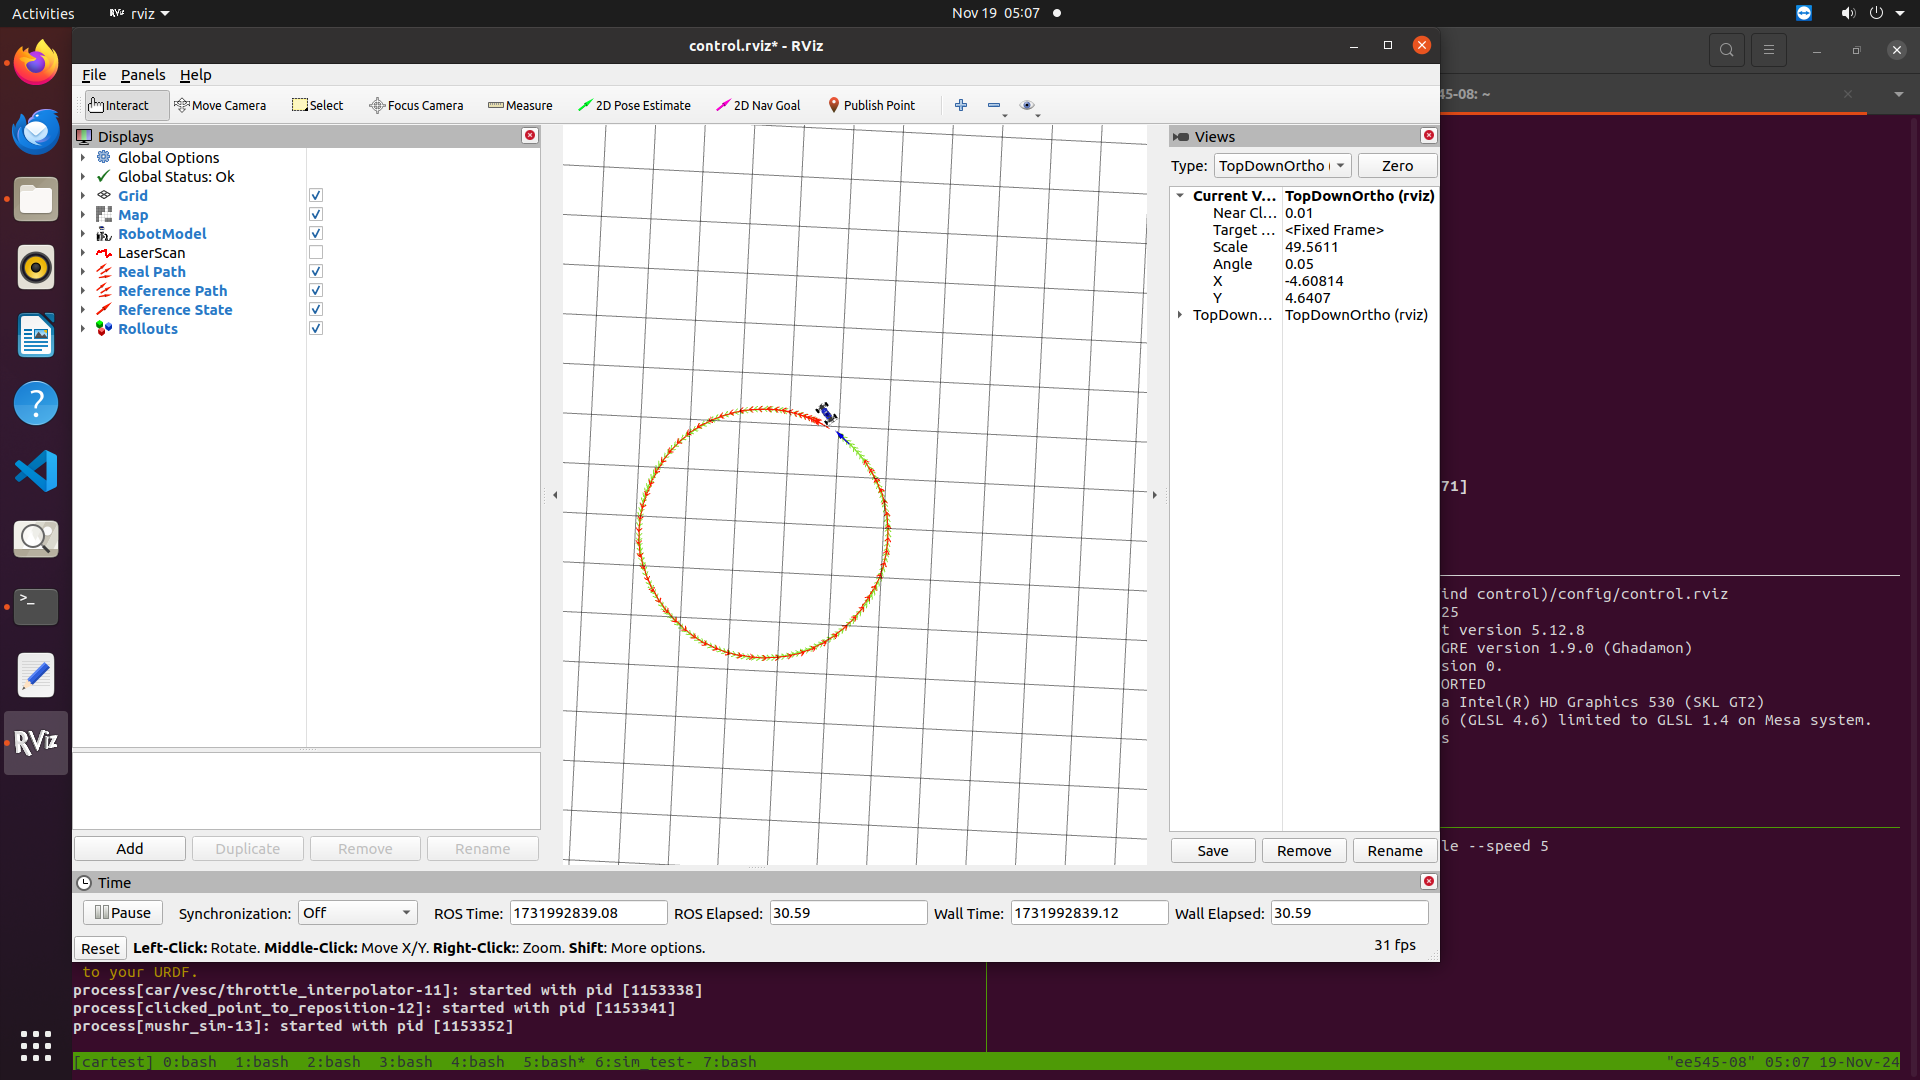 Activities
rviz
Nov 19 05:07
control.rviz* - RViz
File Panels Help
Interact
Move Camera
Select
Focus Camera
Measure
2D Pose Estimate
2D Nav Goal
Publish Point
45-08: ~
Displays
Global Options
Global Status: Ok
Grid
Map
RobotModel
LaserScan
Real Path
Reference Path
Reference State
Rollouts
Add
Duplicate
Remove
Rename
Views
Type: TopDownOrtho
Zero
Current V... TopDownOrtho (rviz)
Near Cl... 0.01
Target ... <Fixed Frame>
Scale 49.5611
Angle 0.05
X -4.60814
Y 4.6407
TopDown... TopDownOrtho (rviz)
Save
Remove
Rename
71]
ind control)/config/control.rviz
25
t version 5.12.8
GRE version 1.9.0 (Ghadamon)
sion 0.
ORTED
a Intel(R) HD Graphics 530 (SKL GT2)
6 (GLSL 4.6) limited to GLSL 1.4 on Mesa system.
s
le --speed 5
RViz
Time
Pause
Synchronization: Off
ROS Time: 1731992839.08
ROS Elapsed: 30.59
Wall Time: 1731992839.12
Wall Elapsed: 30.59
Reset
Left-Click: Rotate. Middle-Click: Move X/Y. Right-Click:: Zoom. Shift: More options.
31 fps
to your URDF.
process[car/vesc/throttle_interpolator-11]: started with pid [1153338]
process[clicked_point_to_reposition-12]: started with pid [1153341]
process[mushr_sim-13]: started with pid [1153352]
[cartest] 0:bash 1:bash 2:bash 3:bash 4:bash 5:bash* 6:sim_test- 7:bash
"ee545-08" 05:07 19-Nov-24